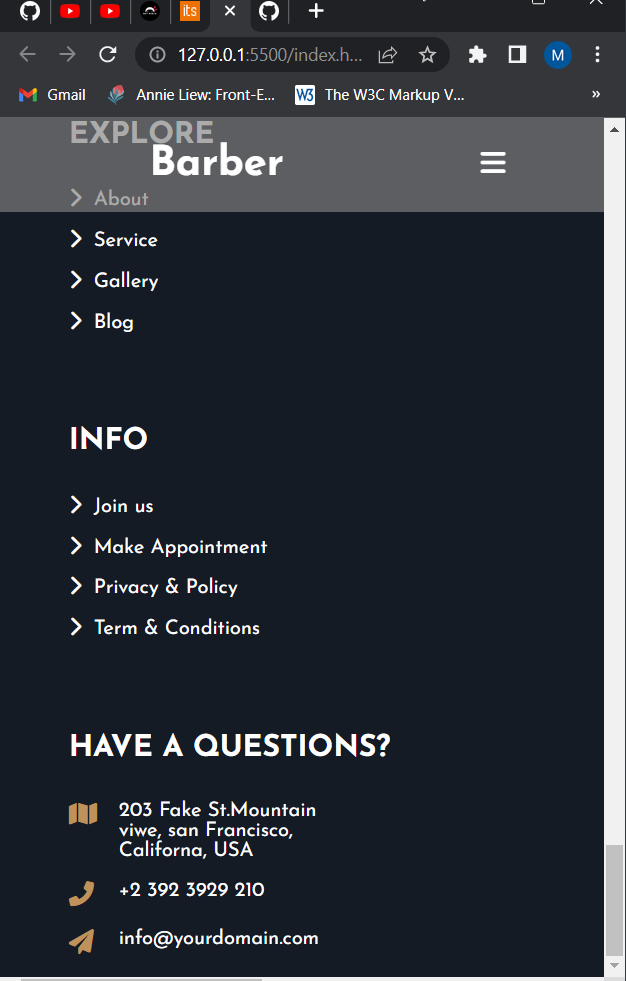 its
127.0.0.1:5500/index.h...
M
Gmail
Annie Liew: Front-E...
W3
The W3C Markup V...
»
EXPLORE
Barber
About
Service
Gallery
Blog
INFO
Join us
Make Appointment
Privacy & Policy
Term & Conditions
HAVE A QUESTIONS?
203 Fake St.Mountain
viwe, san Francisco,
Californa, USA
+2 392 3929 210
info@yourdomain.com